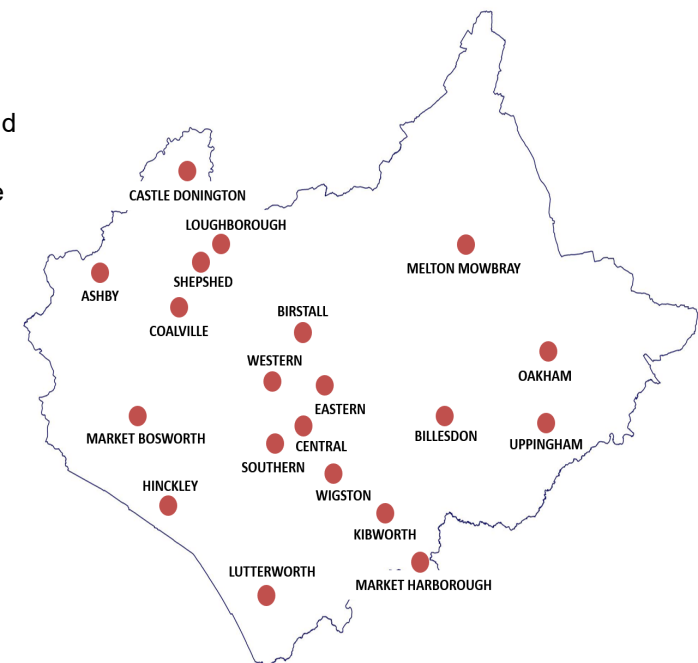 d
CASTLE DONINGTON
e
LOUGHBOROUGH
MELTON MOWBRAY
SHEPSHED
ASHBY
BIRSTALL
COALVILLE
WESTERN
OAKHAM
EASTERN
MARKET BOSWORTH
BILLESDON
CENTRAL
UPPINGHAM
SOUTHERN
HINCKLEY
WIGSTON
KIBWORTH
LUTTERWORTH
MARKET HARBOROUGH